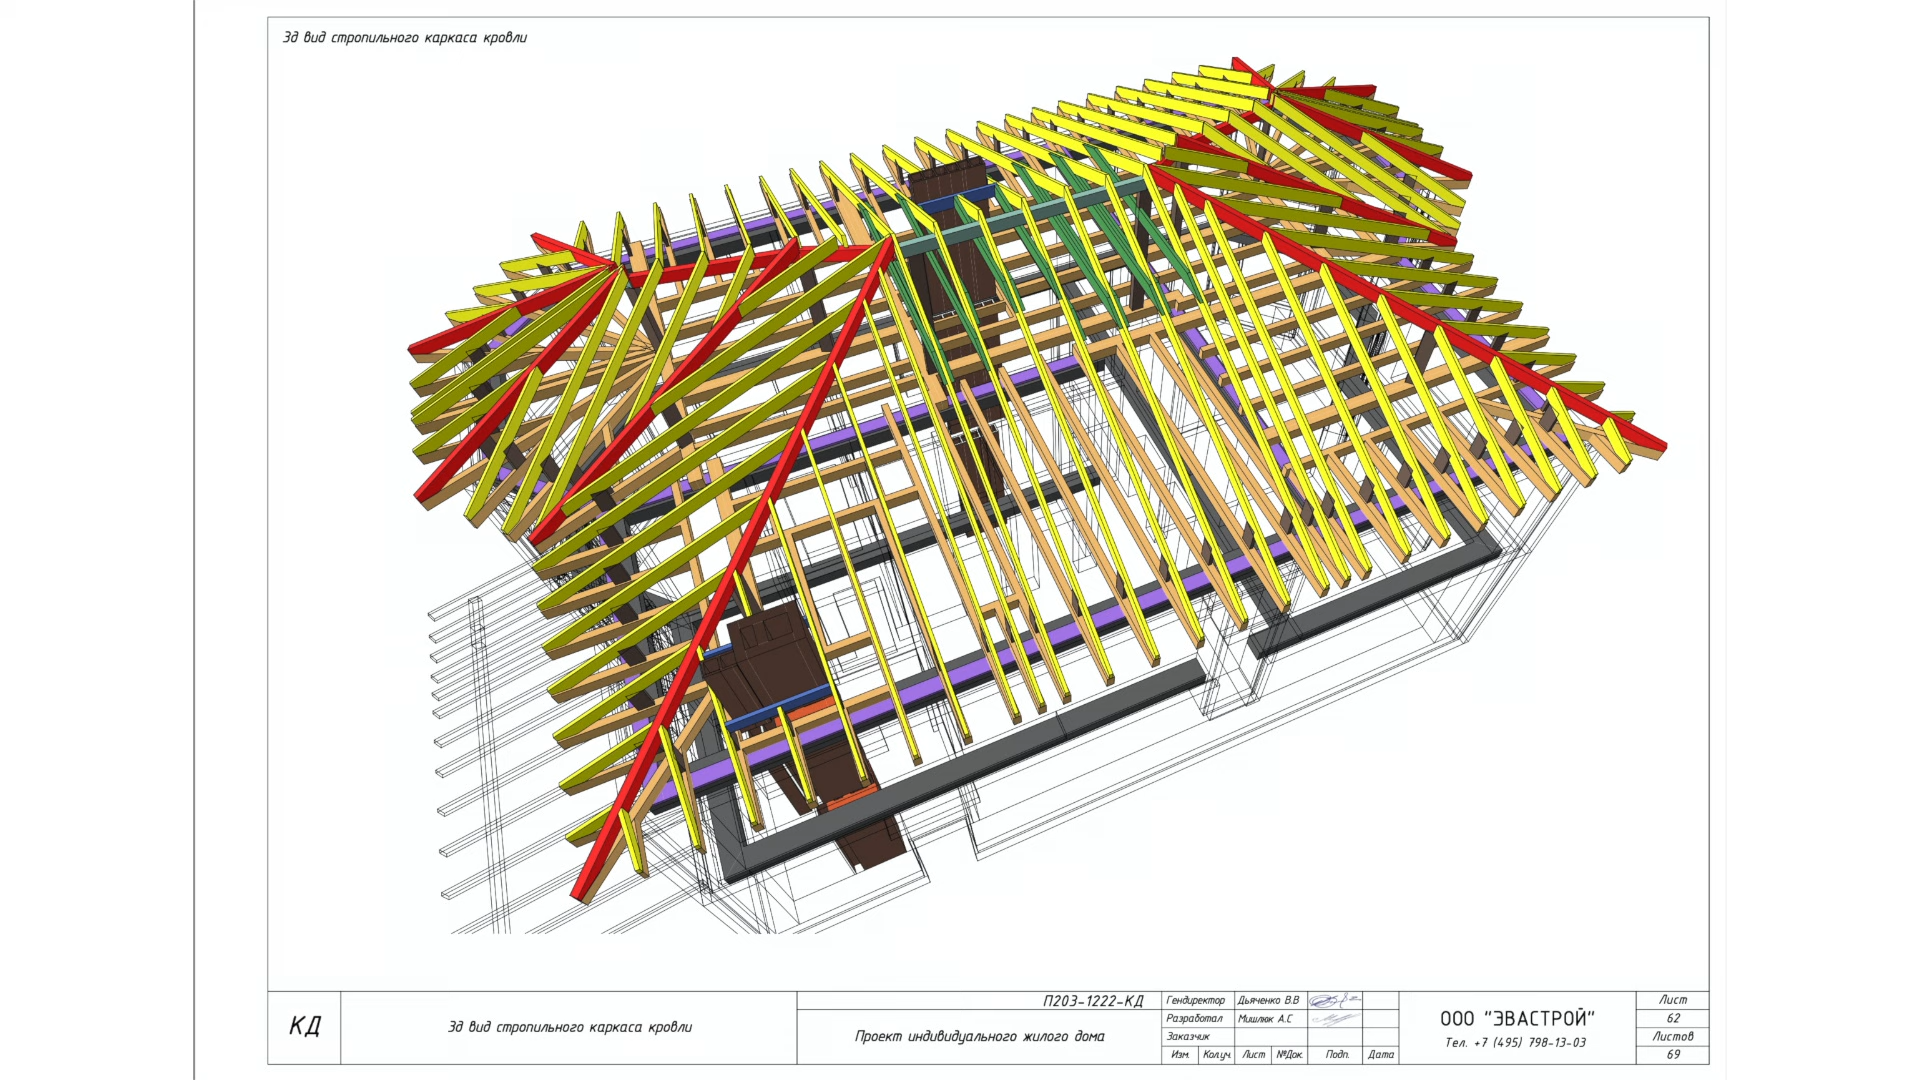 3д вид стропильного каркаса кровли
КД
3д вид стропильного каркаса кровли
П203-1222-КД
Проект индивидуального жилого дома
Гендиректор Дьяченко В.В
Разработал Мишлюк А.С
Заказчик
Изм. Кол.уч. Лист №Док. Подп. Дата
ООО "ЭВАСТРОЙ"
Тел. +7 (495) 798-13-03
Лист
62
Листов
69